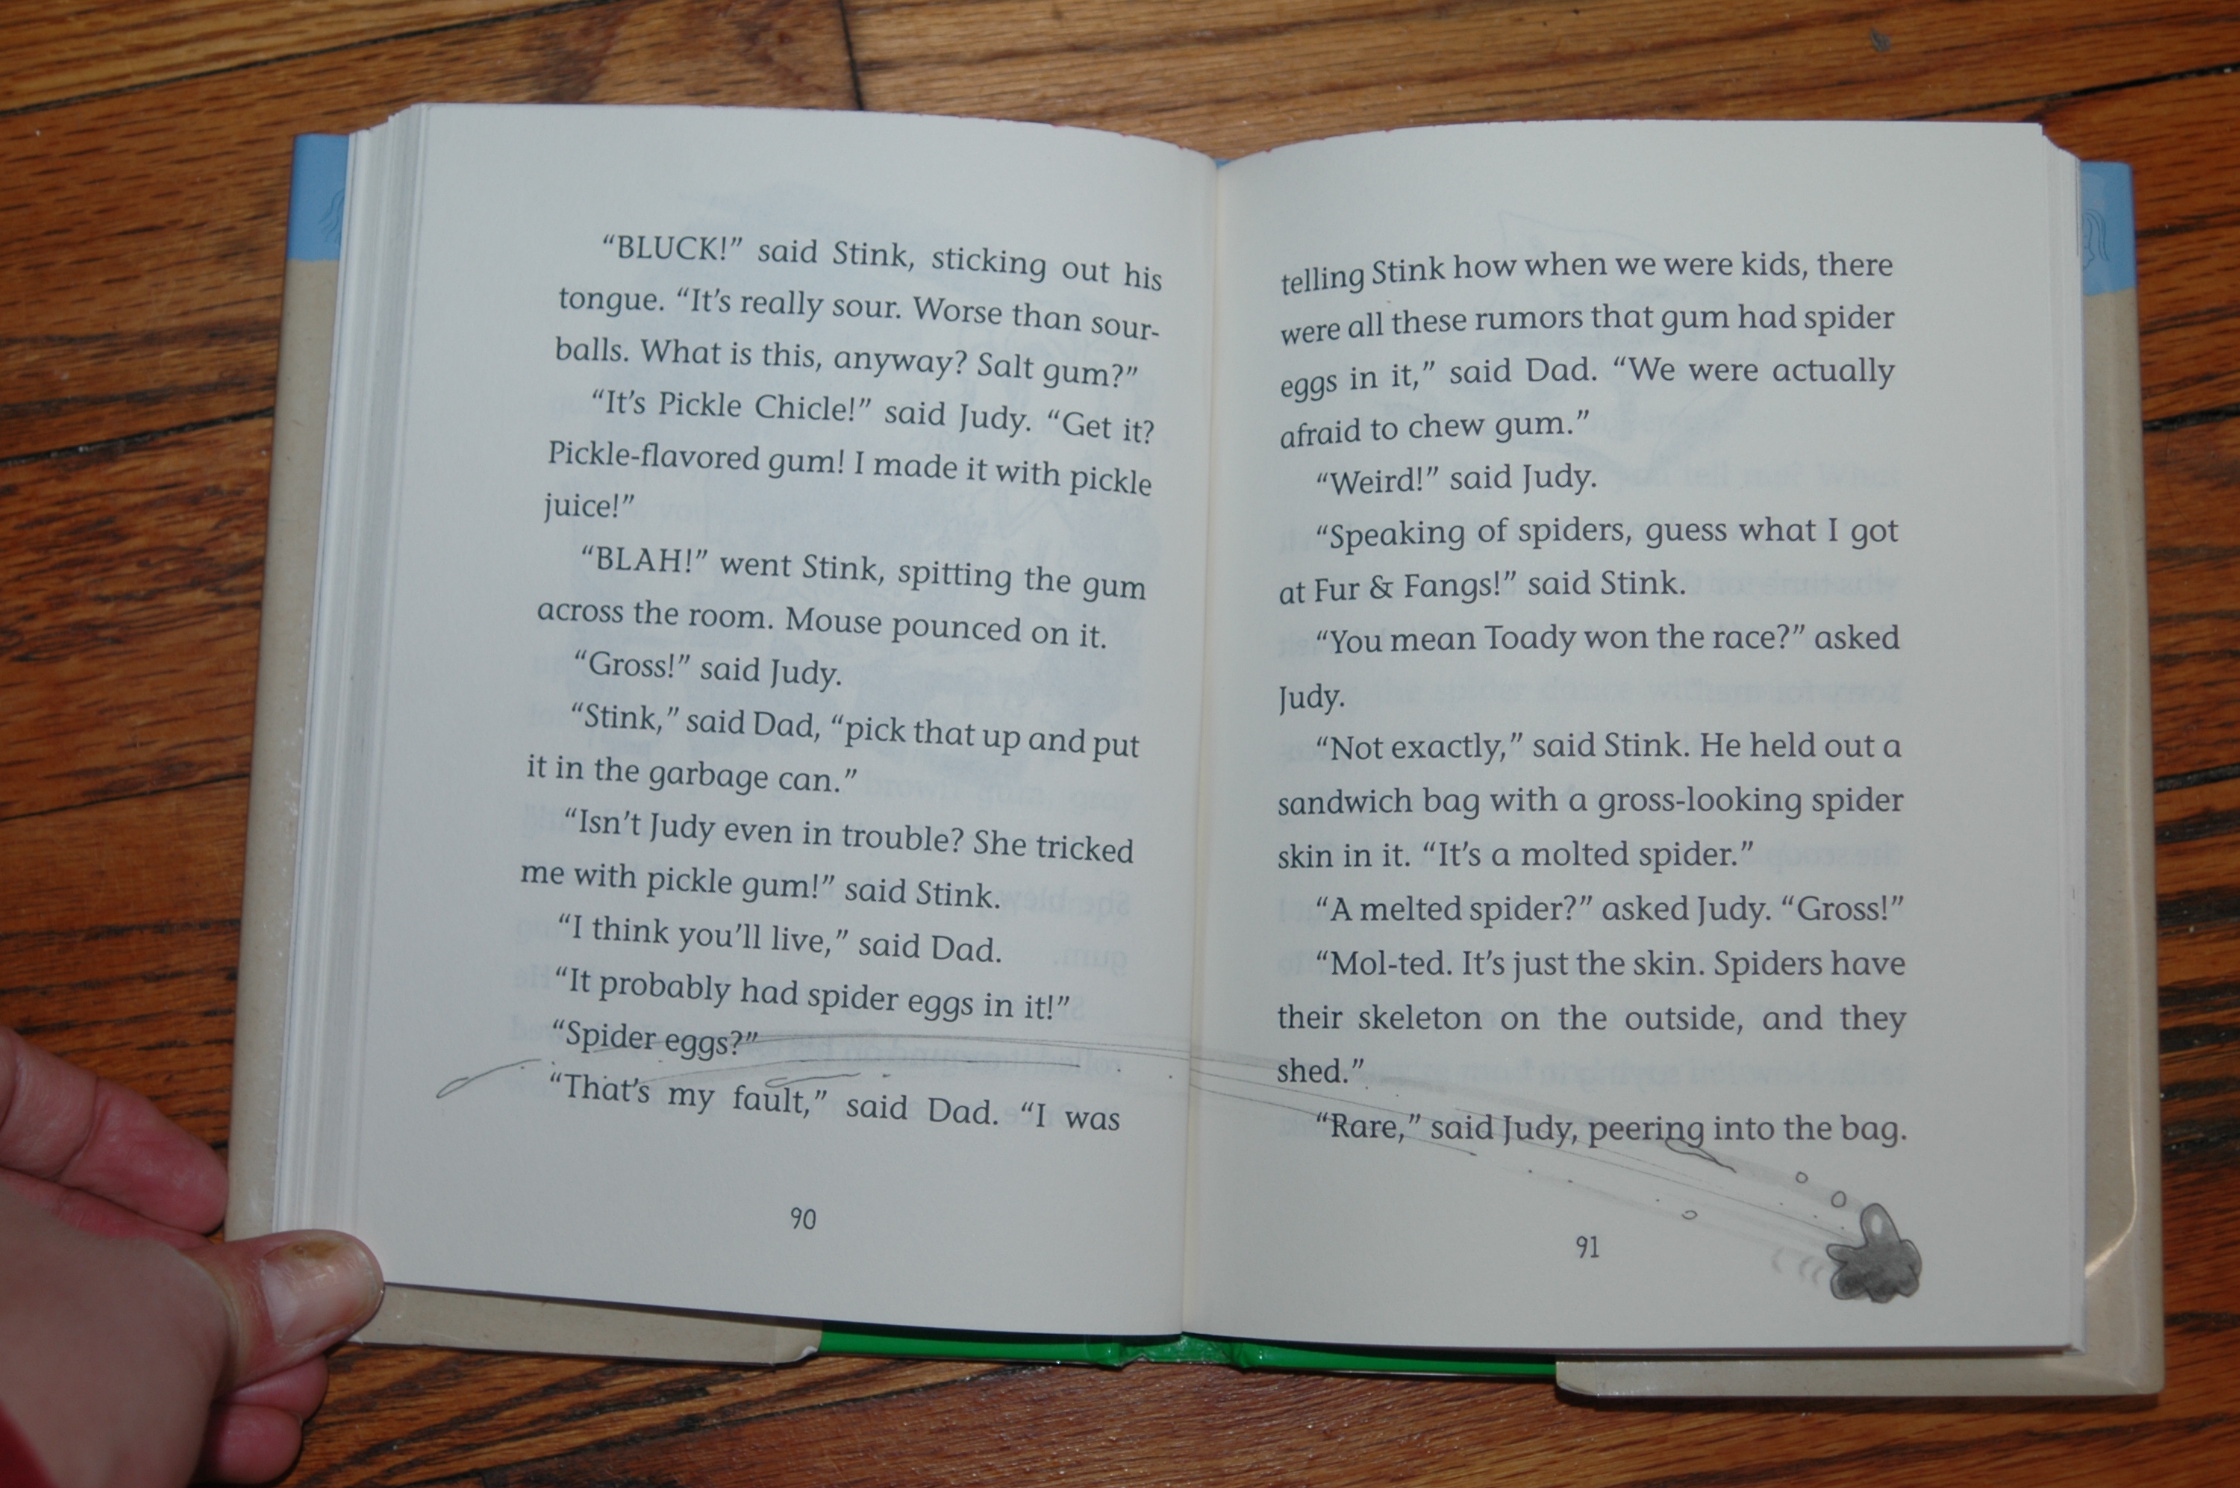 “BLUCK!” said Stink, sticking out his
tongue. “It’s really sour. Worse than sour-
balls. What is this, anyway? Salt gum?”
“It’s Pickle Chicle!” said Judy. “Get it?
Pickle-flavored gum! I made it with pickle
juice!”
“BLAH!” went Stink, spitting the gum
across the room. Mouse pounced on it.
“Gross!” said Judy.
“Stink,” said Dad, “pick that up and put
it in the garbage can.”
“Isn’t Judy even in trouble? She tricked
me with pickle gum!” said Stink.
“I think you’ll live,” said Dad.
“It probably had spider eggs in it!”
“Spider eggs?”
“That’s my fault,” said Dad. “I was
90
telling Stink how when we were kids, there
were all these rumors that gum had spider
eggs in it,” said Dad. “We were actually
afraid to chew gum.”
“Weird!” said Judy.
“Speaking of spiders, guess what I got
at Fur & Fangs!” said Stink.
“You mean Toady won the race?” asked
Judy.
“Not exactly,” said Stink. He held out a
sandwich bag with a gross-looking spider
skin in it. “It’s a molted spider.”
“A melted spider?” asked Judy. “Gross!”
“Mol-ted. It’s just the skin. Spiders have
their skeleton on the outside, and they
shed.”
“Rare,” said Judy, peering into the bag.
91